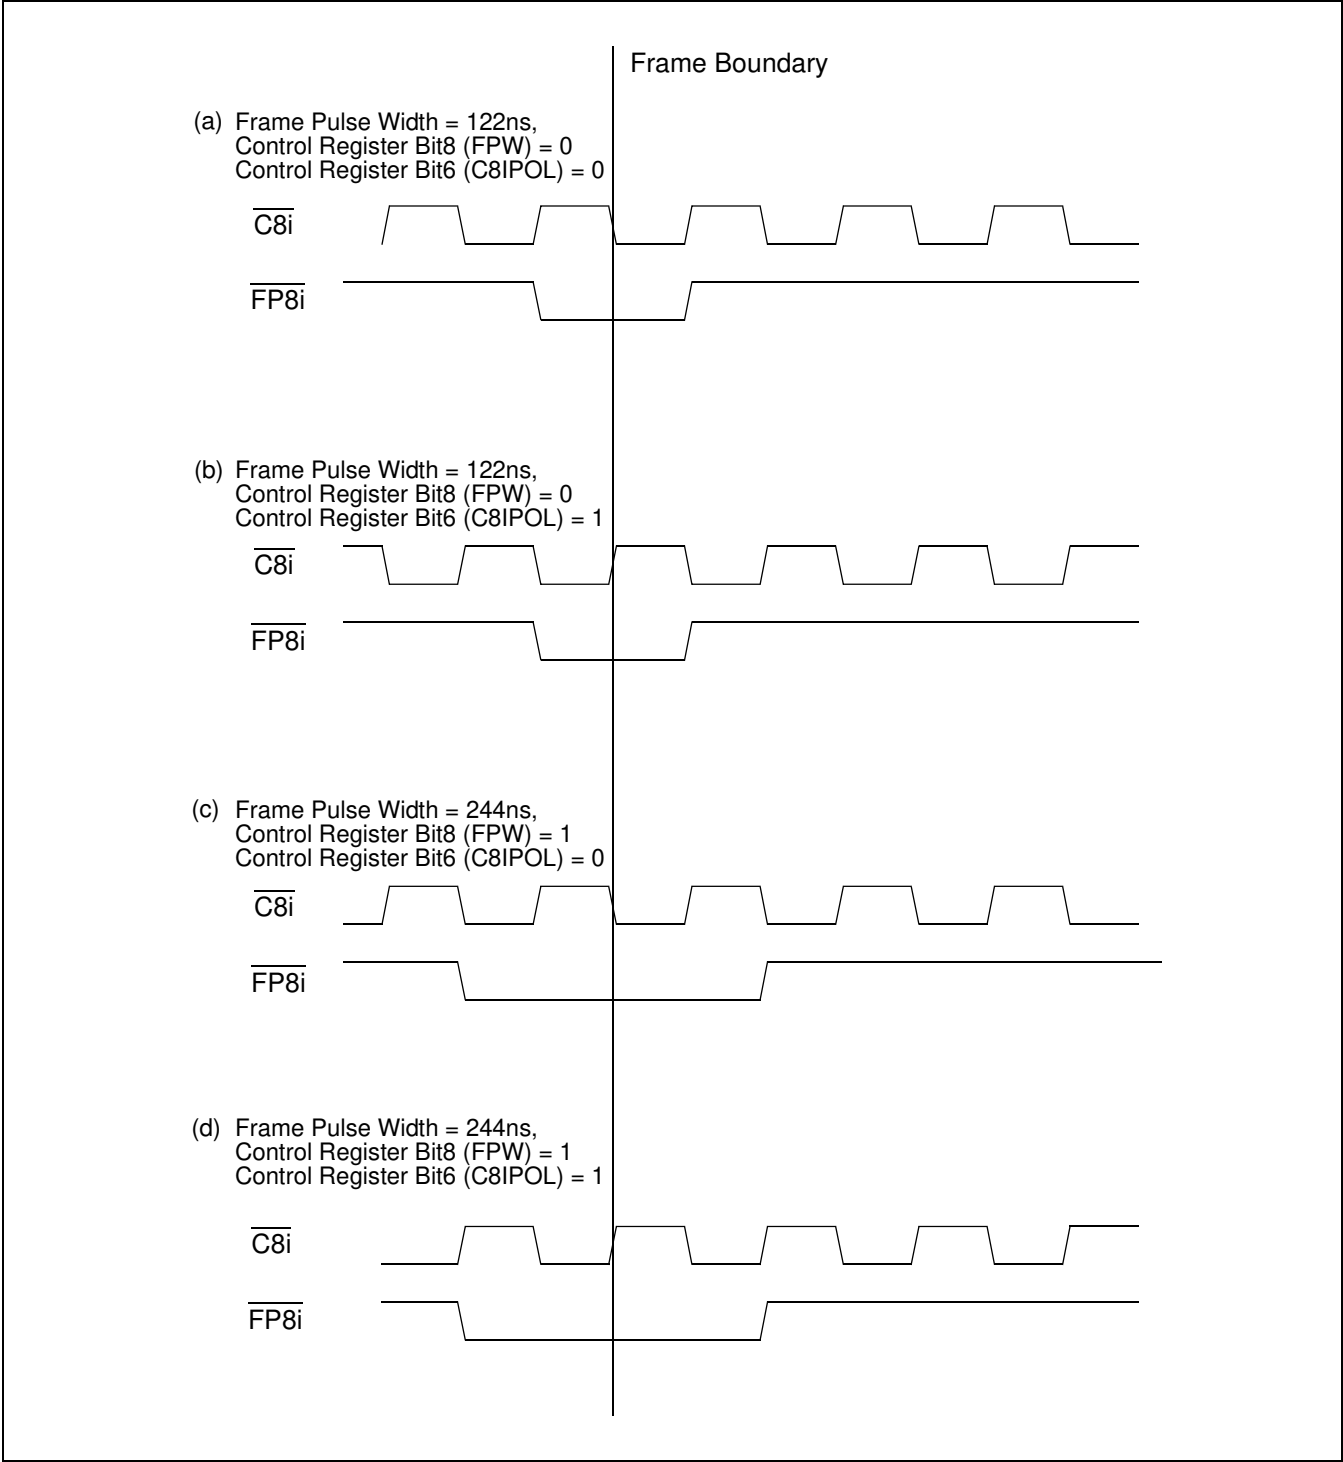 Frame Boundary
(a) Frame Pulse Width = 122ns,
Control Register Bit8 (FPW) = 0
Control Register Bit6 (C8IPOL) = 0
C8i
FP8i
(b) Frame Pulse Width = 122ns,
Control Register Bit8 (FPW) = 0
Control Register Bit6 (C8IPOL) = 1
C8i
FP8i
(c) Frame Pulse Width = 244ns,
Control Register Bit8 (FPW) = 1
Control Register Bit6 (C8IPOL) = 0
C8i
FP8i
(d) Frame Pulse Width = 244ns,
Control Register Bit8 (FPW) = 1
Control Register Bit6 (C8IPOL) = 1
C8i
FP8i